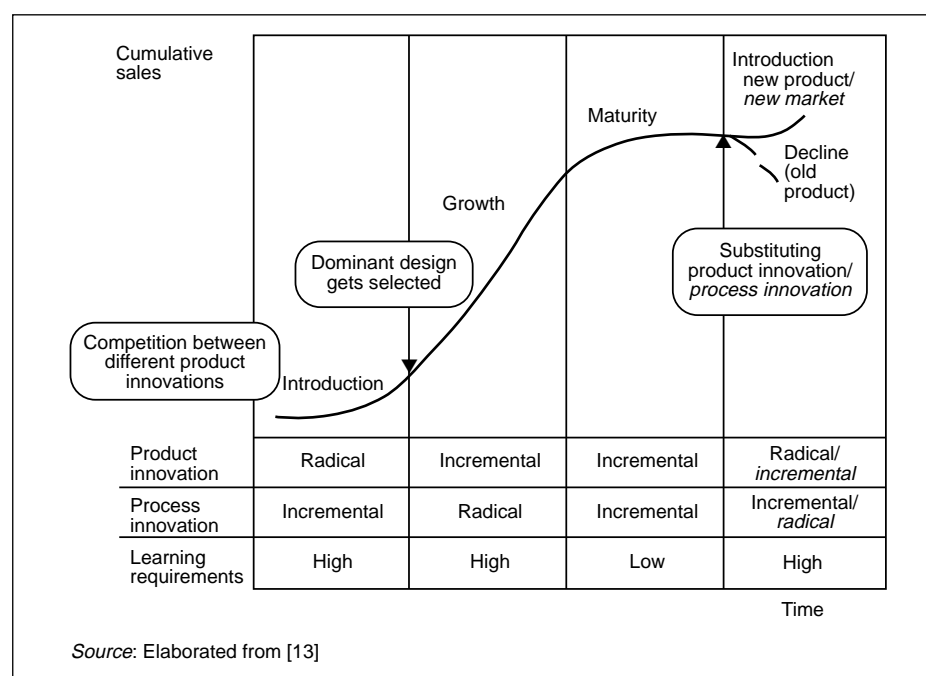 Cumulative
sales
Introduction
new product/
new market
Maturity
Decline
(old
product)
Growth
Dominant design
gets selected
Substituting
product innovation/
process innovation
Competition between
different product
innovations
Introduction
Product
innovation
Radical
Incremental
Incremental
Radical/
incremental
Process
innovation
Incremental
Radical
Incremental
Incremental/
radical
Learning
requirements
High
High
Low
High
Time
Source: Elaborated from [13]